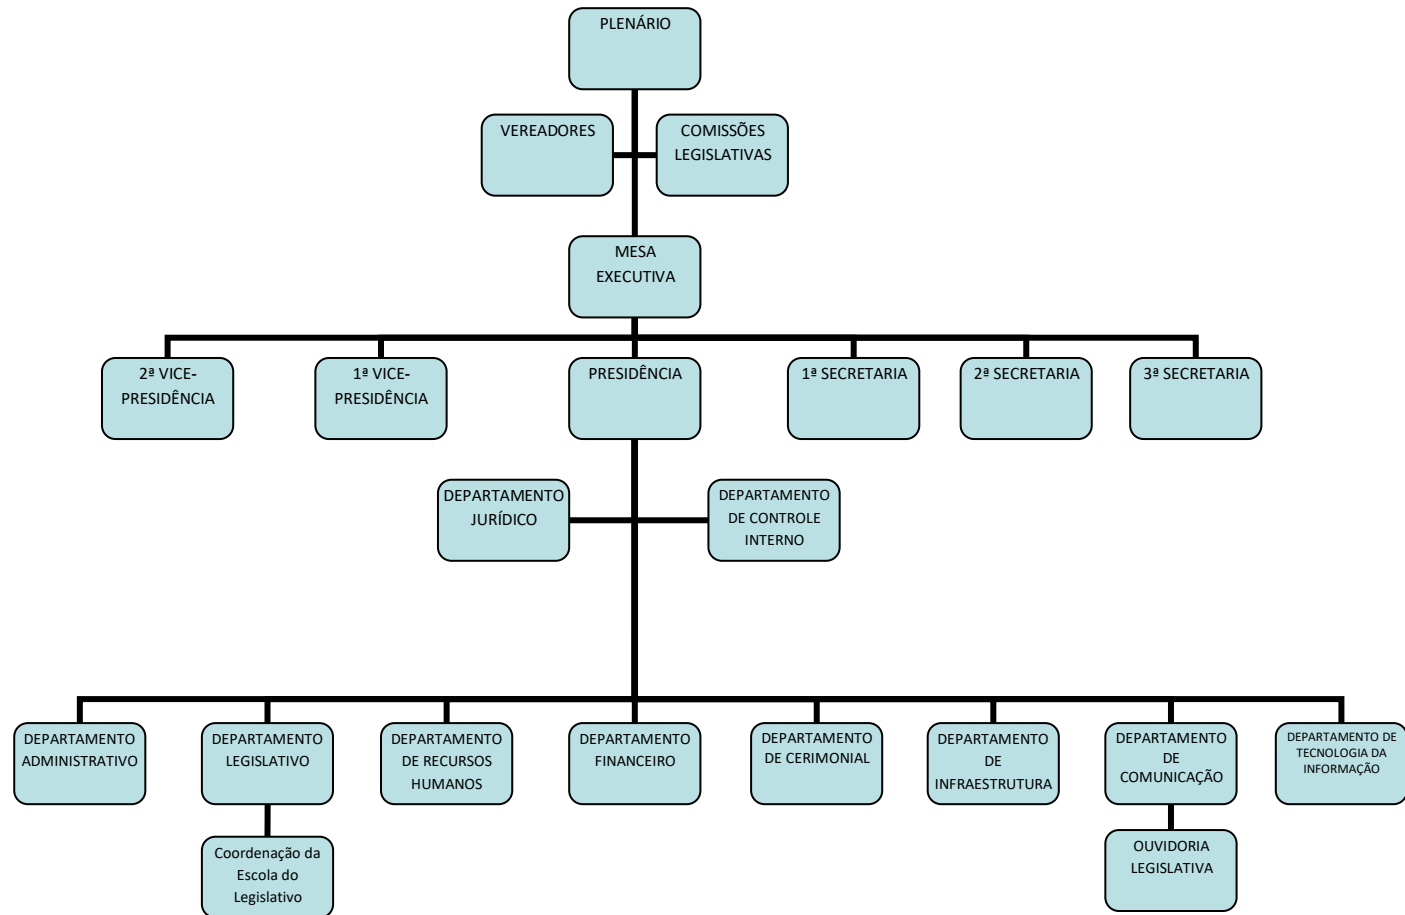 PLENÁRIO
VEREADORES
COMISSÕES
LEGISLATIVAS
MESA
EXECUTIVA
2ª VICE-
PRESIDÊNCIA
1ª VICE-
PRESIDÊNCIA
PRESIDÊNCIA
1ª SECRETARIA
2ª SECRETARIA
3ª SECRETARIA
DEPARTAMENTO
JURÍDICO
DEPARTAMENTO
DE CONTROLE
INTERNO
DEPARTAMENTO
ADMINISTRATIVO
DEPARTAMENTO
LEGISLATIVO
DEPARTAMENTO
DE RECURSOS
HUMANOS
DEPARTAMENTO
FINANCEIRO
DEPARTAMENTO
DE CERIMONIAL
DEPARTAMENTO
DE
INFRAESTRUTURA
DEPARTAMENTO
DE
COMUNICAÇÃO
DEPARTAMENTO DE
TECNOLOGIA DA
INFORMAÇÃO
Coordenação da
Escola do
Legislativo
OUVIDORIA
LEGISLATIVA